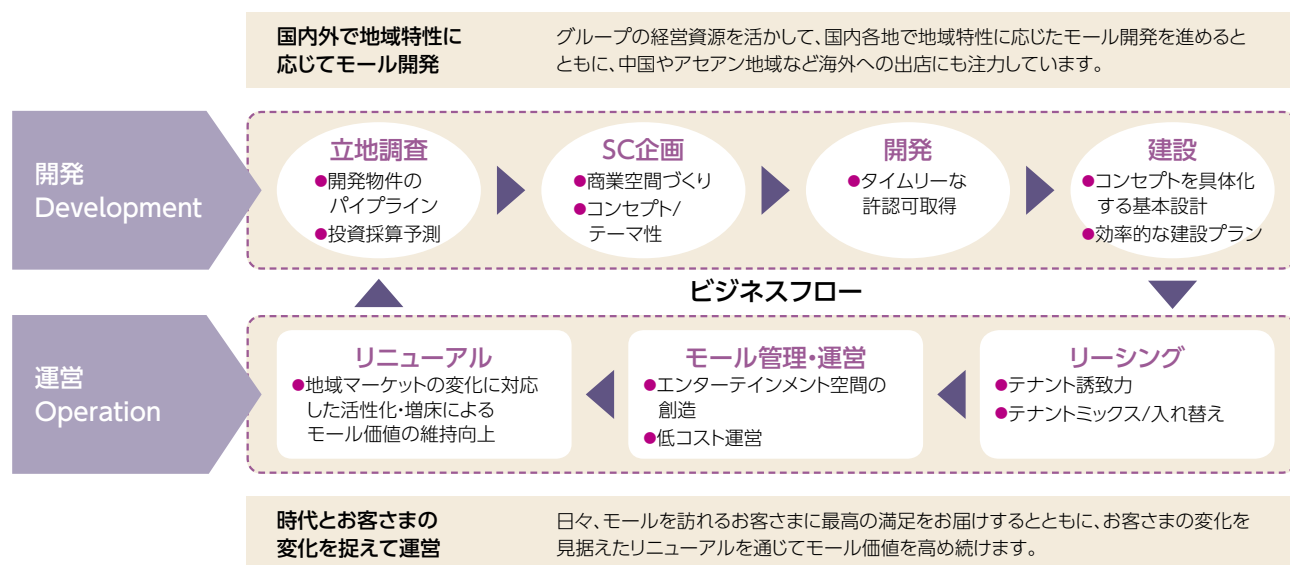 国内外で地域特性に
応じてモール開発
グループの経営資源を活かして、国内各地で地域特性に応じたモール開発を進めると
ともに、中国やアセアン地域など海外への出店にも注力しています。
開発
Development
立地調査
●開発物件の
パイプライン
●投資採算予測
SC企画
●商業空間づくり
●コンセプト/
テーマ性
開発
●タイムリーな
許認可取得
建設
●コンセプトを具体化
する基本設計
●効率的な建設プラン
ビジネスフロー
運営
Operation
リニューアル
●地域マーケットの変化に対応
した活性化・増床による
モール価値の維持向上
モール管理・運営
●エンターテインメント空間の
創造
●低コスト運営
リーシング
●テナント誘致力
●テナントミックス/入れ替え
時代とお客さまの
変化を捉えて運営
日々、モールを訪れるお客さまに最高の満足をお届けするとともに、お客さまの変化を
見据えたリニューアルを通じてモール価値を高め続けます。